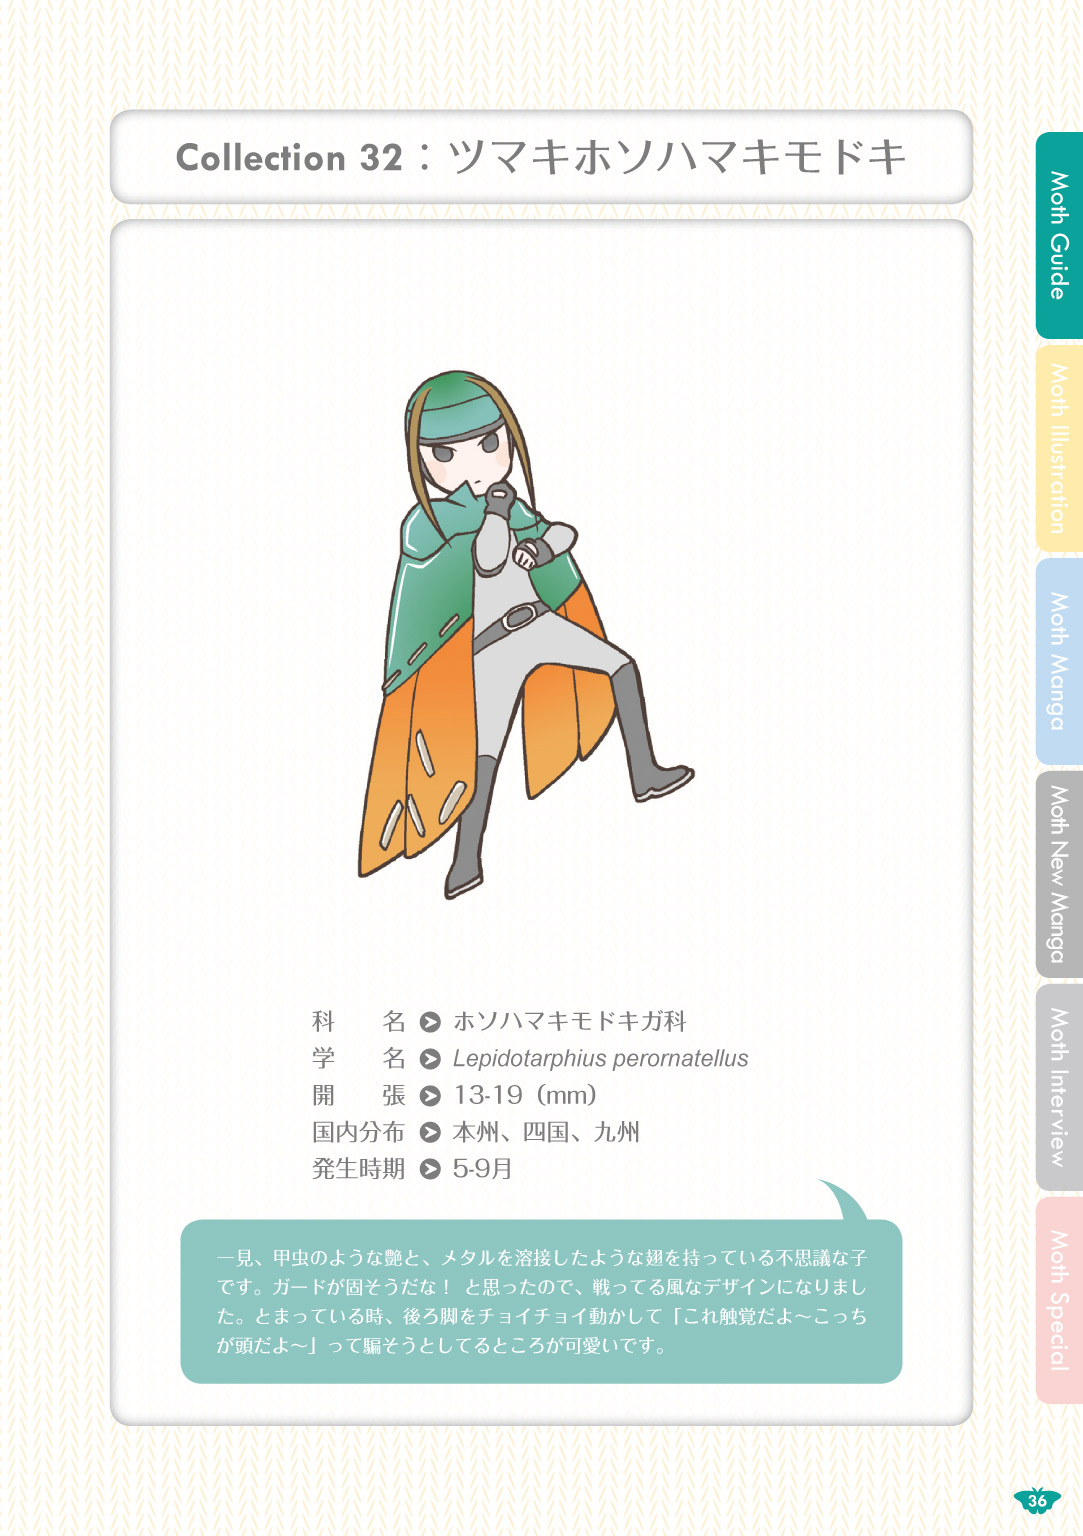 Collection 32：ツマキホソハマキモドキ
科　　名 ホソハマキモドキガ科
学　　名 Lepidotarphius perornatellus
開　　張 13-19（mm）
国内分布 本州、四国、九州
発生時期 5-9月
一見、甲虫のような艶と、メタルを溶接したような翅を持っている不思議な子
です。ガードが固そうだな！ と思ったので、戦ってる風なデザインになりまし
た。とまっている時、後ろ脚をチョイチョイ動かして「これ触覚だよ〜こっち
が頭だよ〜」って騙そうとしてるところが可愛いです。
Moth Guide
Moth Illustration
Moth Manga
Moth New Manga
Moth Interview
Moth Special
36